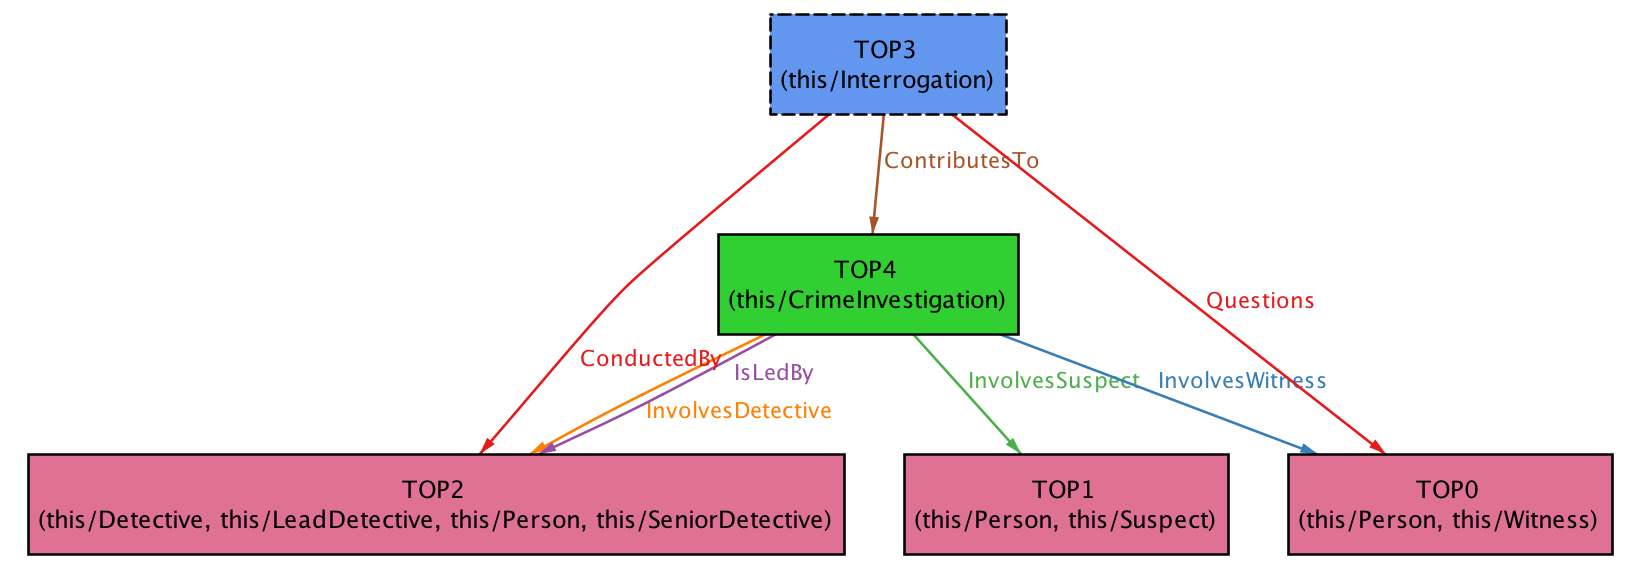 TOP3
(this/Interrogation)
ContributesTo
TOP4
(this/CrimeInvestigation)
Questions
ConductedBy
IsLedBy
InvolvesSuspect
InvolvesWitness
InvolvesDetective
TOP2
(this/Detective, this/LeadDetective, this/Person, this/SeniorDetective)
TOP1
(this/Person, this/Suspect)
TOP0
(this/Person, this/Witness)